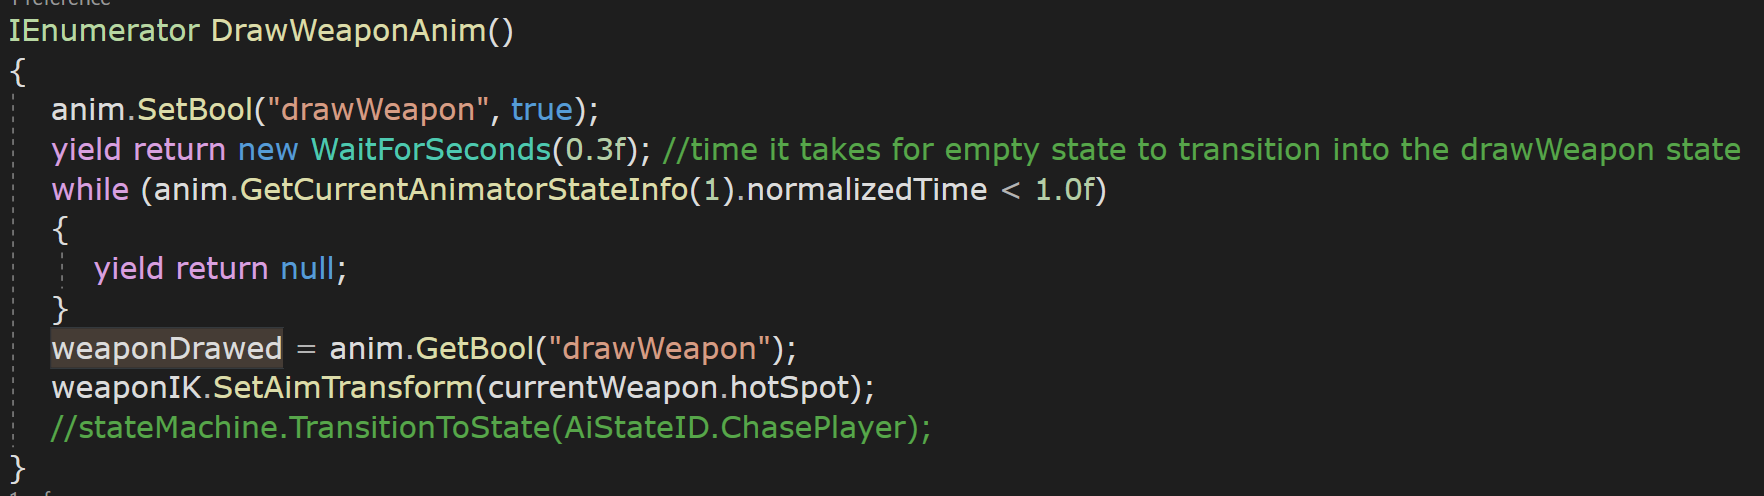 IEnumerator DrawWeaponAnim()
{
anim.SetBool("drawWeapon", true);
yield return new WaitForSeconds(0.3f); //time it takes for empty state to transition into the drawWeapon state
while (anim.GetCurrentAnimatorStateInfo(1).normalizedTime < 1.0f)
{
yield return null;
}
weaponDrawed = anim.GetBool("drawWeapon");
weaponIK.SetAimTransform(currentWeapon.hotSpot);
//stateMachine.TransitionToState(AiStateID.ChasePlayer);
}